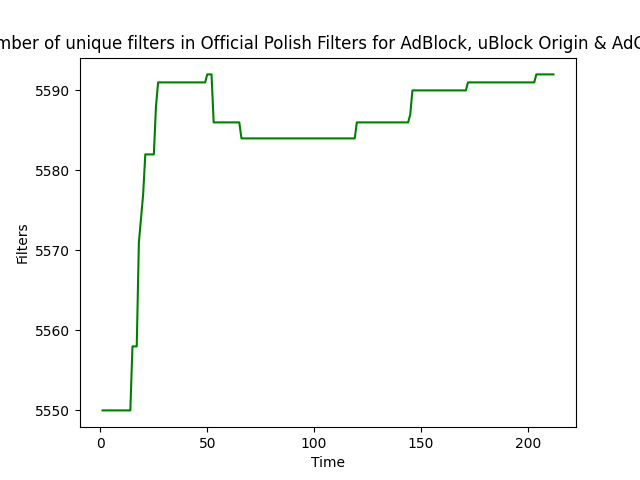 mber of unique filters in Official Polish Filters for AdBlock, uBlock Origin & AdG
5590
5580
5570
5560
5550
Filters
0 50 100 150 200
Time